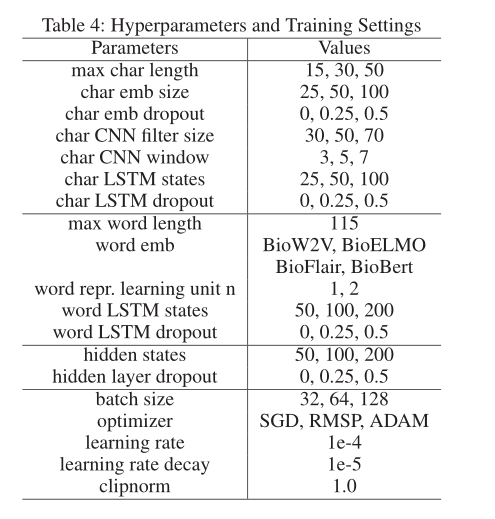 Table 4: Hyperparameters and Training Settings
Parameters Values
max char length 15, 30, 50
char emb size 25, 50, 100
char emb dropout 0, 0.25, 0.5
char CNN filter size 30, 50, 70
char CNN window 3, 5, 7
char LSTM states 25, 50, 100
char LSTM dropout 0, 0.25, 0.5
max word length 115
word emb BioW2V, BioELMO
BioFlair, BioBert
word repr. learning unit n 1, 2
word LSTM states 50, 100, 200
word LSTM dropout 0, 0.25, 0.5
hidden states 50, 100, 200
hidden layer dropout 0, 0.25, 0.5
batch size 32, 64, 128
optimizer SGD, RMSP, ADAM
learning rate 1e-4
learning rate decay 1e-5
clipnorm 1.0